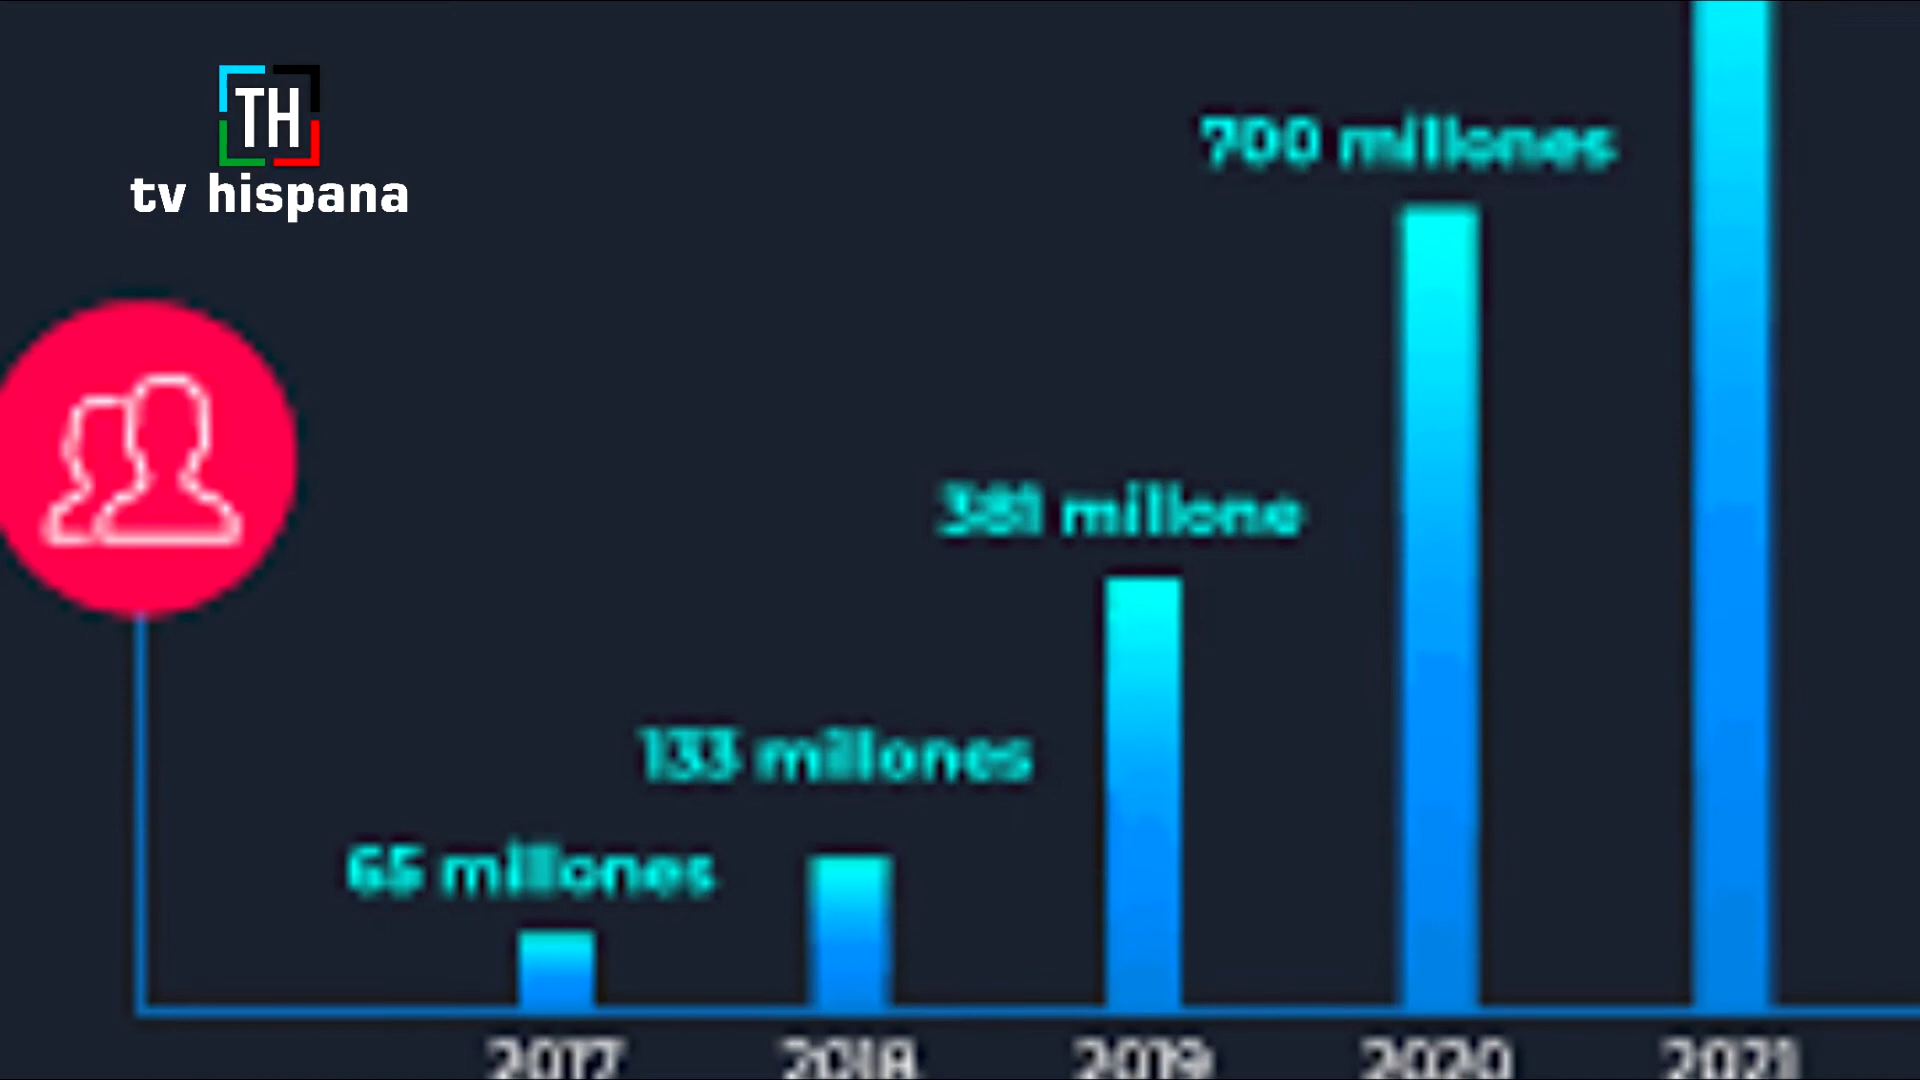 TH
tv hispana
700 millones
381 millone
133 millones
65 millones
2017 2018 2019 2020 2021